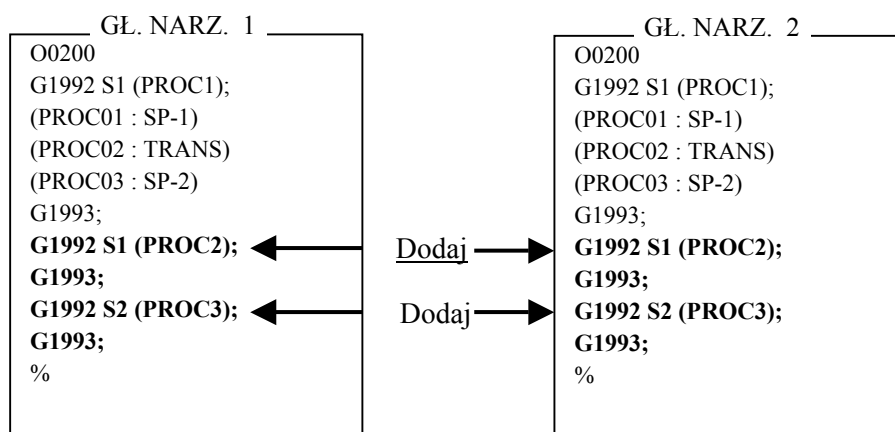 GŁ. NARZ. 1
O0200
G1992 S1 (PROC1);
(PROC01 : SP-1)
(PROC02 : TRANS)
(PROC03 : SP-2)
G1993;
G1992 S1 (PROC2);
G1993;
G1992 S2 (PROC3);
G1993;
%
Dodaj
Dodaj
GŁ. NARZ. 2
O0200
G1992 S1 (PROC1);
(PROC01 : SP-1)
(PROC02 : TRANS)
(PROC03 : SP-2)
G1993;
G1992 S1 (PROC2);
G1993;
G1992 S2 (PROC3);
G1993;
%